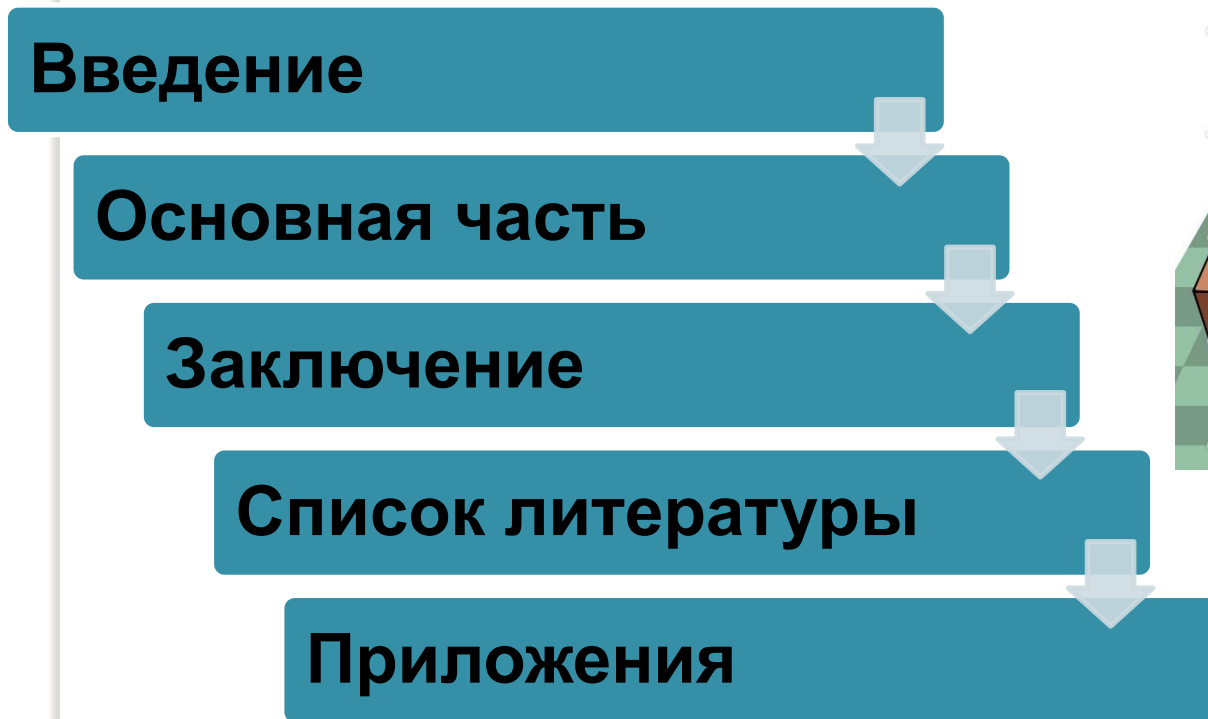 Введение
Основная часть
Заключение
Список литературы
Приложения